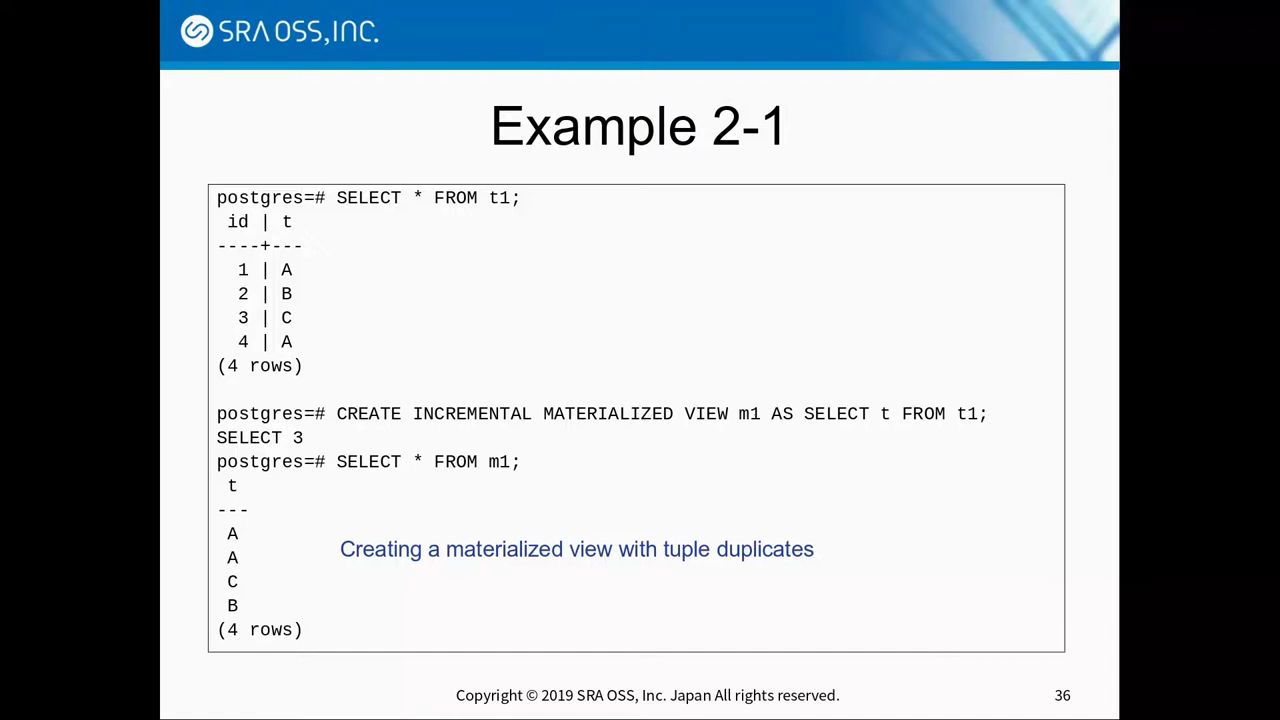 SRA OSS, INC.
Example 2-1
postgres=# SELECT * FROM t1;
 id | t
----+---
  1 | A
  2 | B
  3 | C
  4 | A
(4 rows)
postgres=# CREATE INCREMENTAL MATERIALIZED VIEW m1 AS SELECT t FROM t1;
SELECT 3
postgres=# SELECT * FROM m1;
 t
---
 A
 A
 C
 B
(4 rows)
Creating a materialized view with tuple duplicates
Copyright © 2019 SRA OSS, Inc. Japan All rights reserved.
36